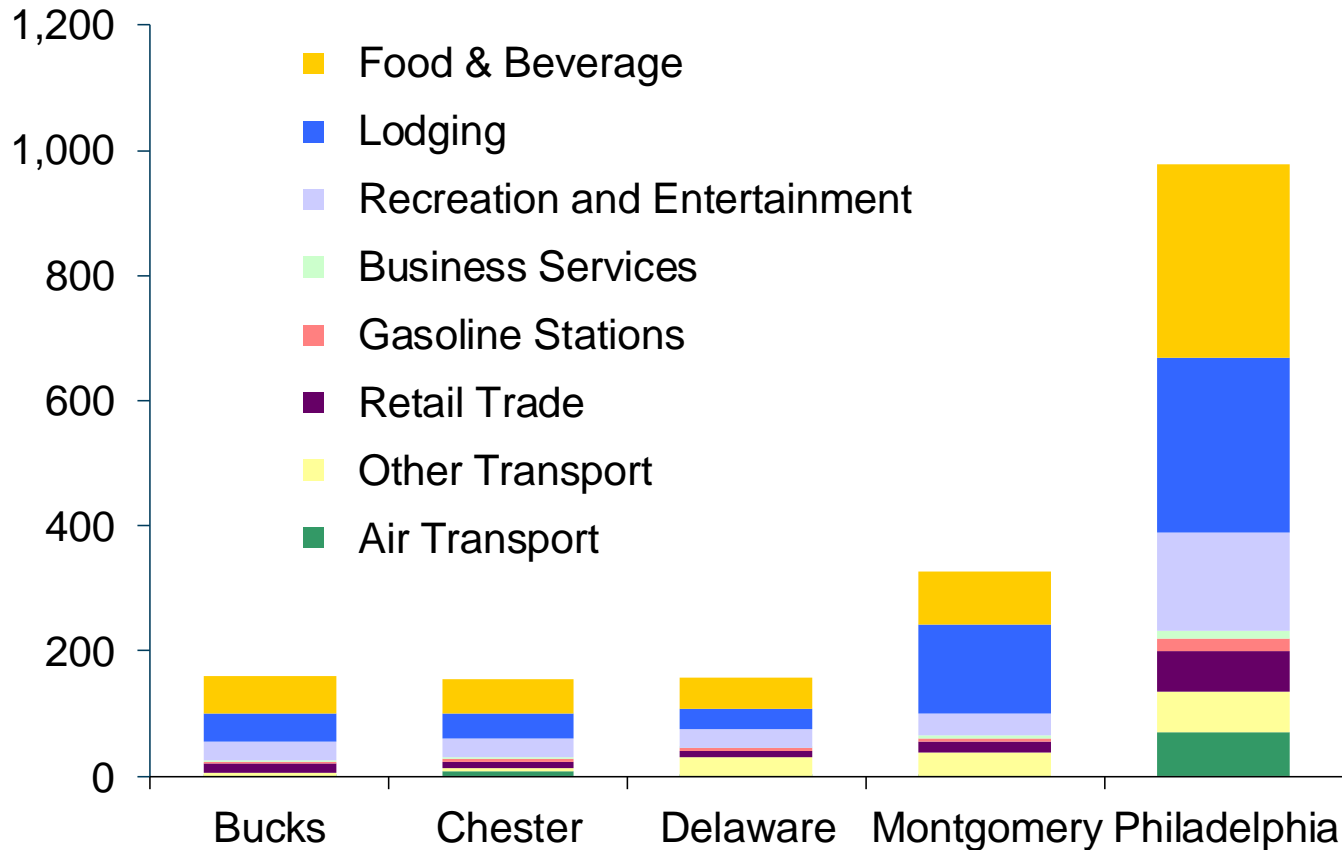 1,200
1,000
800
600
400
200
0
Food & Beverage
Lodging
Recreation and Entertainment
Business Services
Gasoline Stations
Retail Trade
Other Transport
Air Transport
Bucks Chester Delaware Montgomery Philadelphia